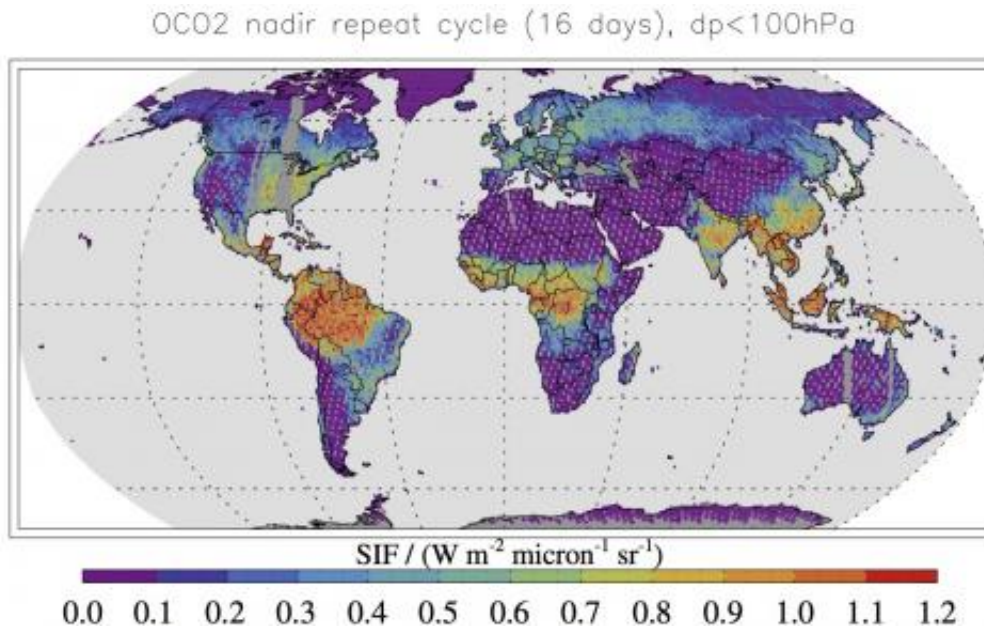 OCO2 nadir repeat cycle (16 days), dp<100hPa
SIF / (W m⁻² micron⁻¹ sr⁻¹)
0.0 0.1 0.2 0.3 0.4 0.5 0.6 0.7 0.8 0.9 1.0 1.2